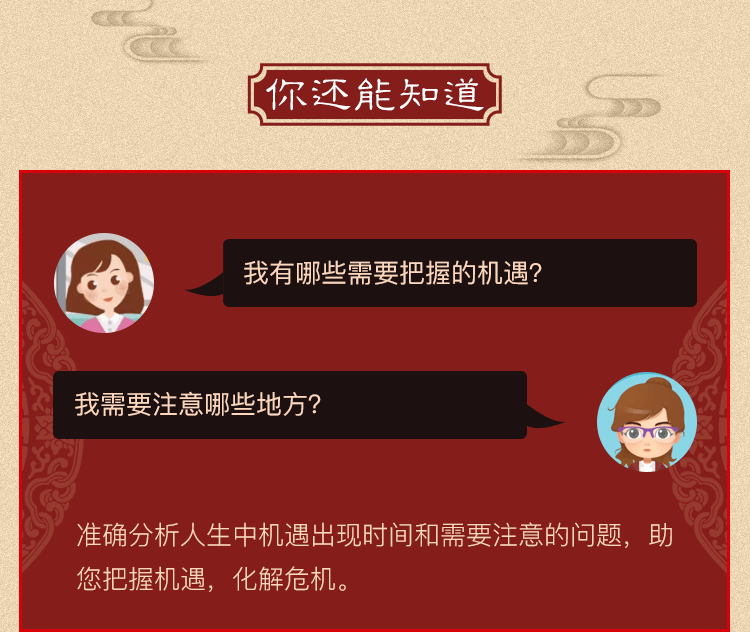 你还能知道
我有哪些需要把握的机遇?
我需要注意哪些地方?
准确分析人生中机遇出现时间和需要注意的问题，助
您把握机遇，化解危机。